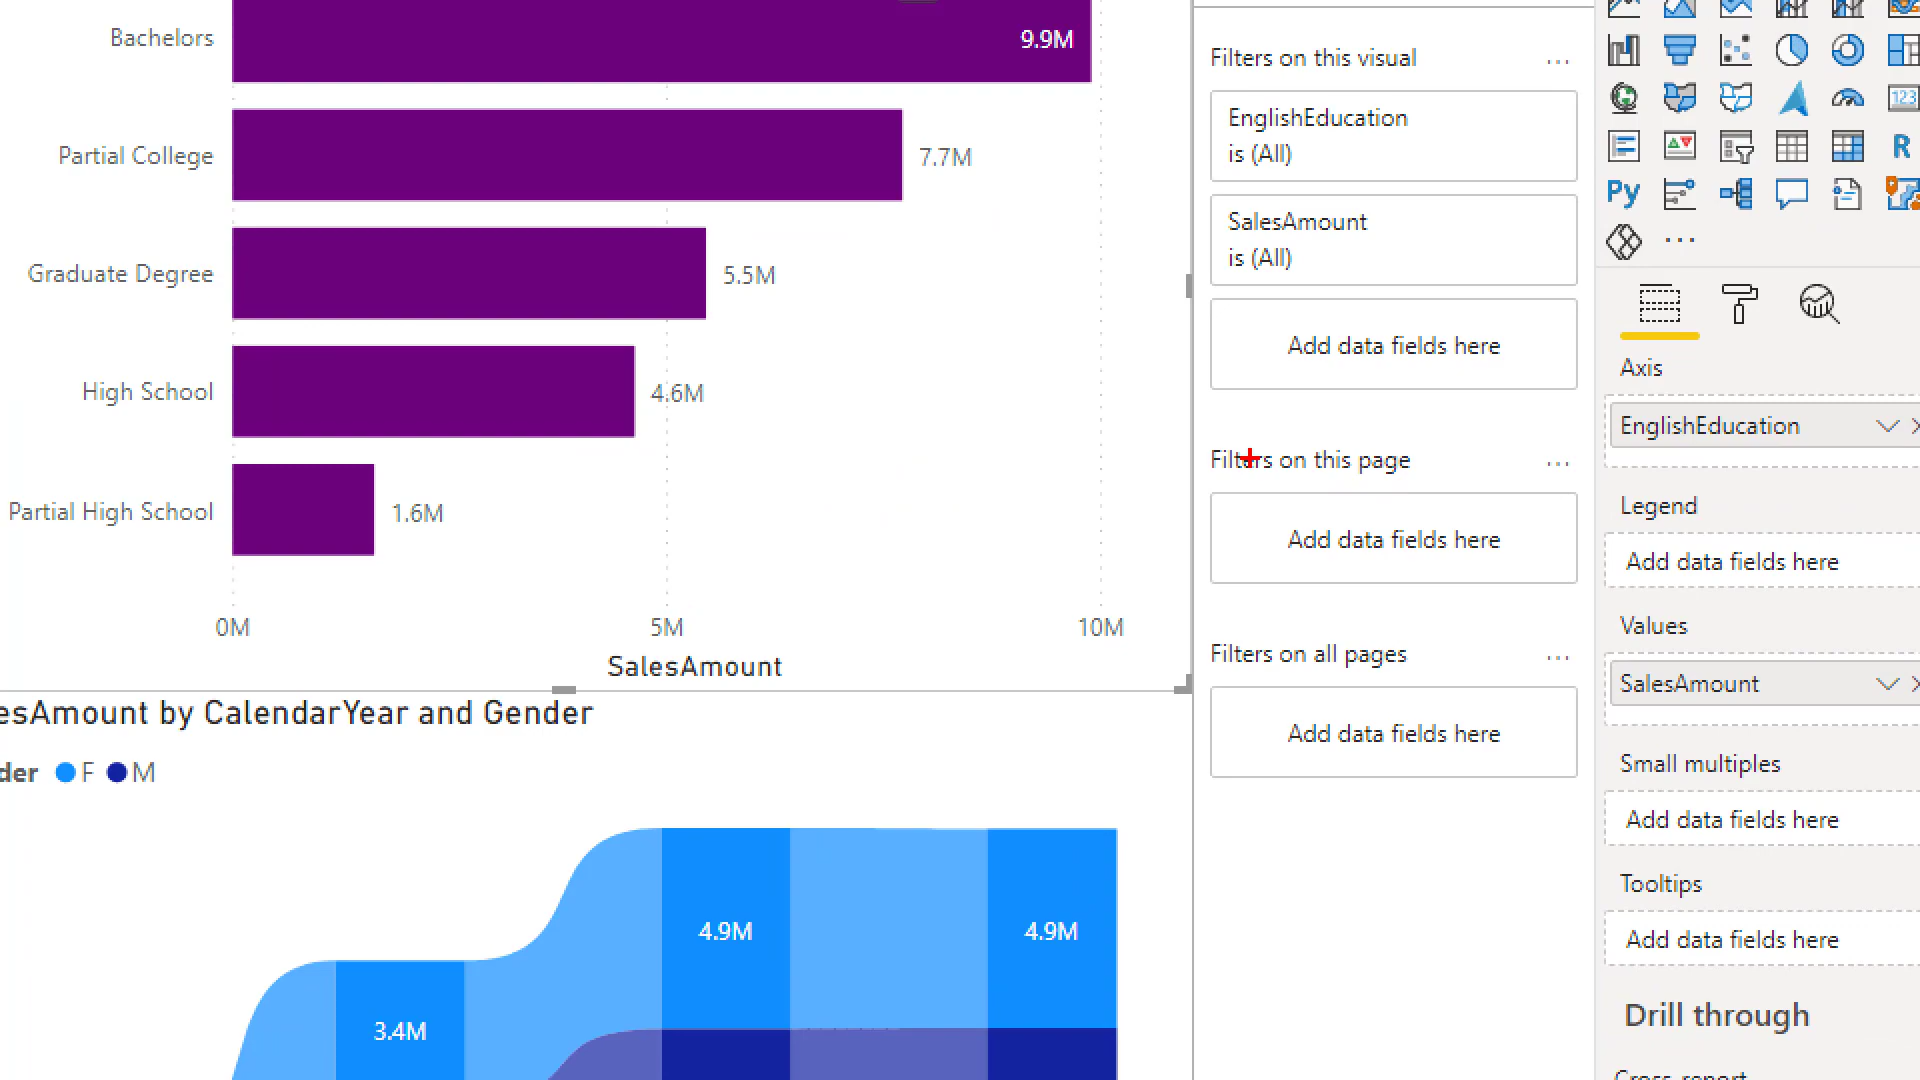 Bachelors
9.9M
Partial College
7.7M
Graduate Degree
5.5M
High School
4.6M
Partial High School
1.6M
0M
5M
10M
SalesAmount
esAmount by CalendarYear and Gender
der
F
M
4.9M
4.9M
3.4M
Filters on this visual
...
EnglishEducation
is (All)
SalesAmount
is (All)
Add data fields here
Filters on this page
...
Add data fields here
Filters on all pages
...
Add data fields here
123
R
Py
...
Axis
EnglishEducation
Legend
Add data fields here
Values
SalesAmount
Small multiples
Add data fields here
Tooltips
Add data fields here
Drill through
Cross-report